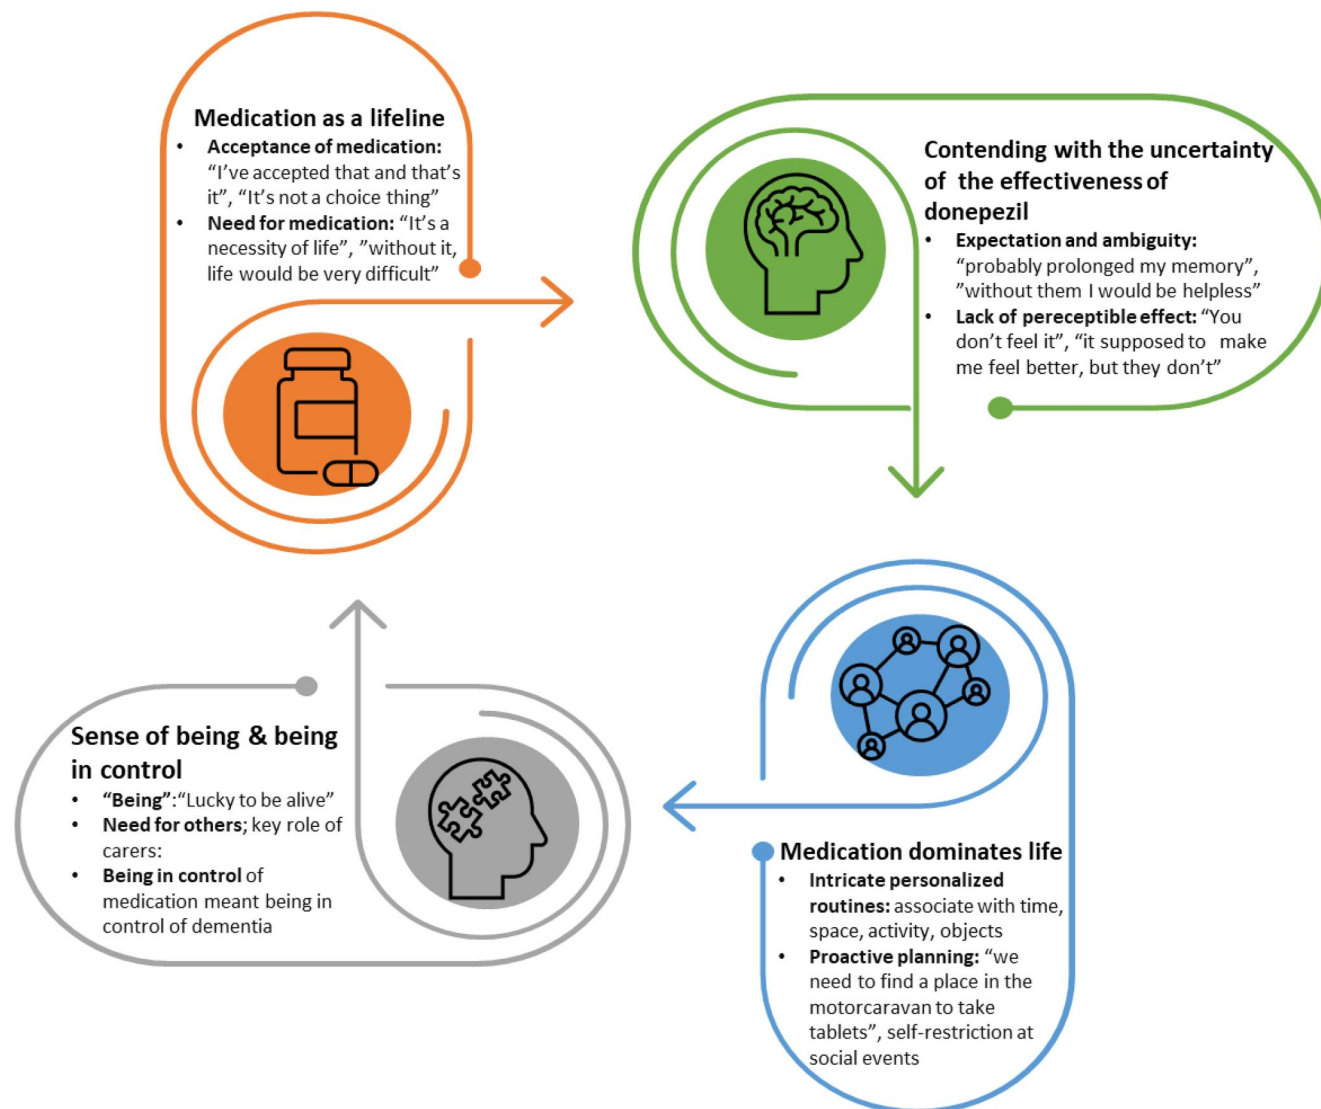 Medication as a lifeline
• Acceptance of medication:
“I’ve accepted that and that’s
it”, “It’s not a choice thing”
• Need for medication: “It’s a
necessity of life”, ”without it,
life would be very difficult”
Contending with the uncertainty
of the effectiveness of
donepezil
• Expectation and ambiguity:
“probably prolonged my memory”,
”without them I would be helpless”
• Lack of pereceptible effect: “You
don’t feel it”, “it supposed to make
me feel better, but they don’t”
Medication dominates life
• Intricate personalized
routines: associate with time,
space, activity, objects
• Proactive planning: “we
need to find a place in the
motorcaravan to take
tablets”, self-restriction at
social events
Sense of being & being
in control
• “Being”:“Lucky to be alive”
• Need for others; key role of
carers:
• Being in control of
medication meant being in
control of dementia